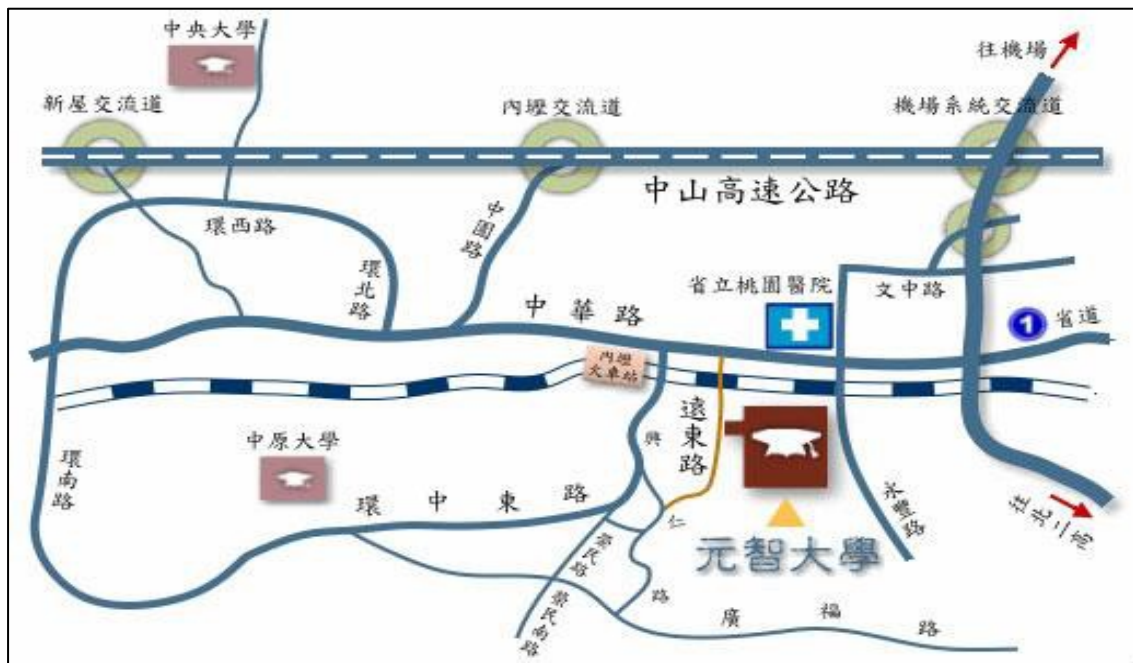 中央大學
往機場
新屋交流道
內壢交流道
機場系統交流道
中山高速公路
中園路
環西路
環北路
省立桃園醫院
文中路
中華路
1
省道
內壢
火車站
遠東路
中原大學
環南路
環中東路
興仁路
永豐路
往北二高
元智大學
榮民路
榮民南路
廣福路